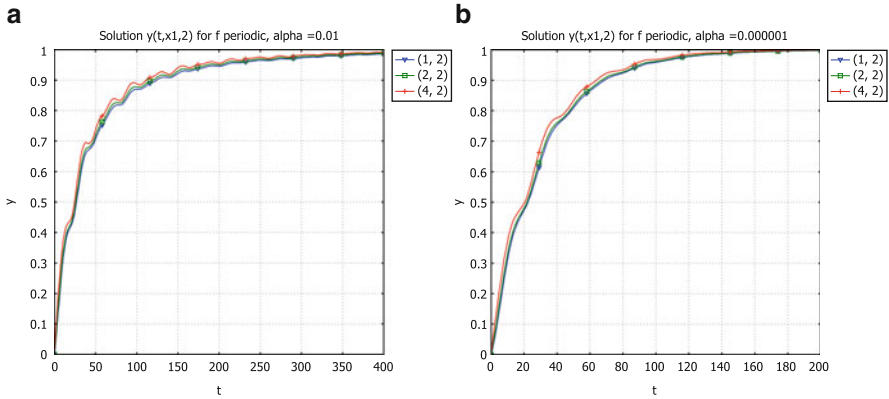 a
Solution y(t,x1,2) for f periodic, alpha =0.01
1
0.9
0.8
0.7
0.6
0.5
0.4
0.3
0.2
0.1
0
y
0 50 100 150 200 250 300 350 400
t
(1, 2)
(2, 2)
(4, 2)
b
Solution y(t,x1,2) for f periodic, alpha =0.000001
1
0.9
0.8
0.7
0.6
0.5
0.4
0.3
0.2
0.1
0
y
0 20 40 60 80 100 120 140 160 180 200
t
(1, 2)
(2, 2)
(4, 2)